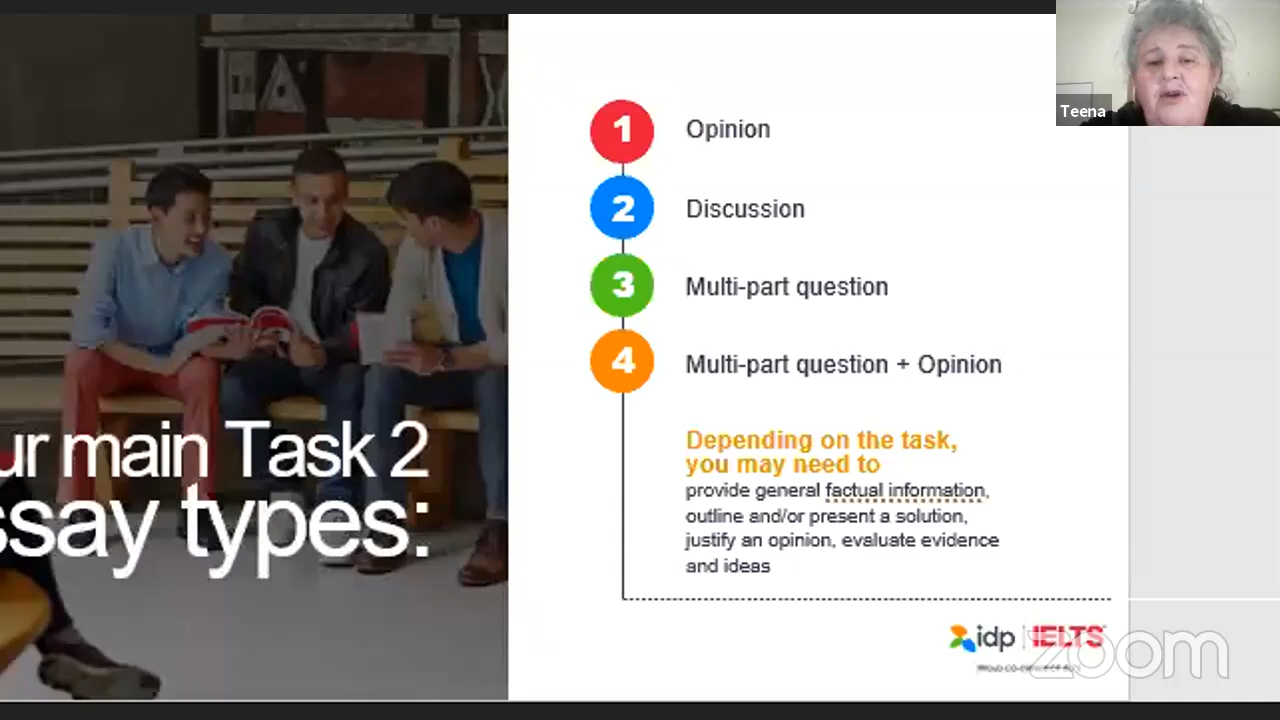 ur main Task 2
ssay types:
1 Opinion
2 Discussion
3 Multi-part question
4 Multi-part question + Opinion
Depending on the task,
you may need to
provide general factual information,
outline and/or present a solution,
justify an opinion, evaluate evidence
and ideas
idp | IELTS
zoom
Teena